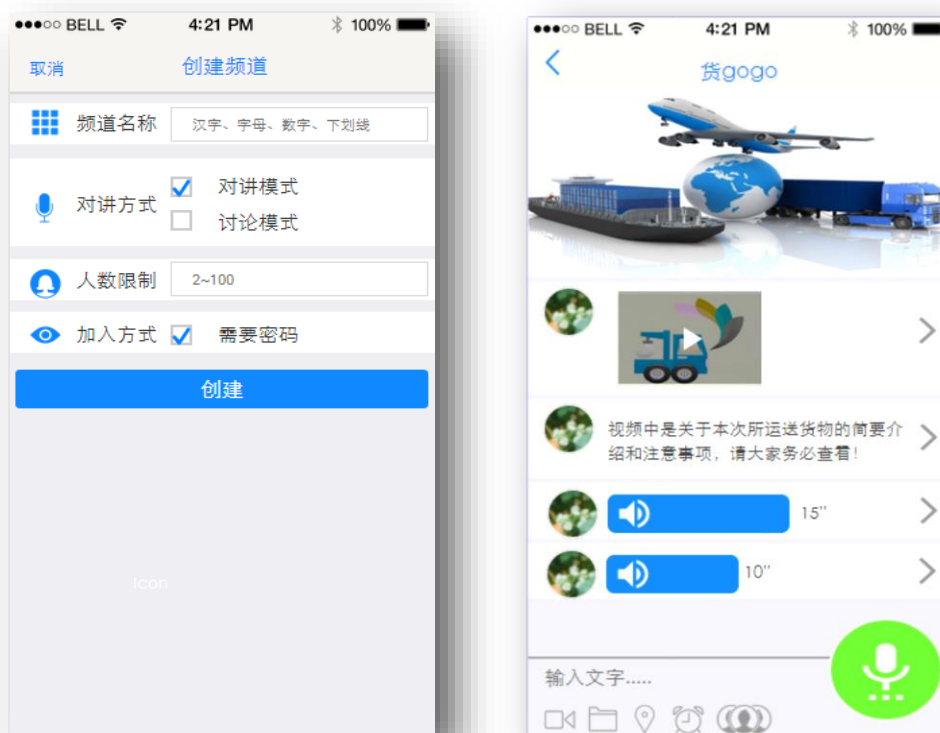 BELL 4:21 PM 100%
取消 创建频道
频道名称 汉字、字母、数字、下划线
对讲方式
对讲模式
讨论模式
人数限制 2~100
加入方式 需要密码
创建
icon
BELL 4:21 PM 100%
货gogo
视频中是关于本次所运送货物的简要介
绍和注意事项，请大家务必查看！
15''
10''
输入文字.....